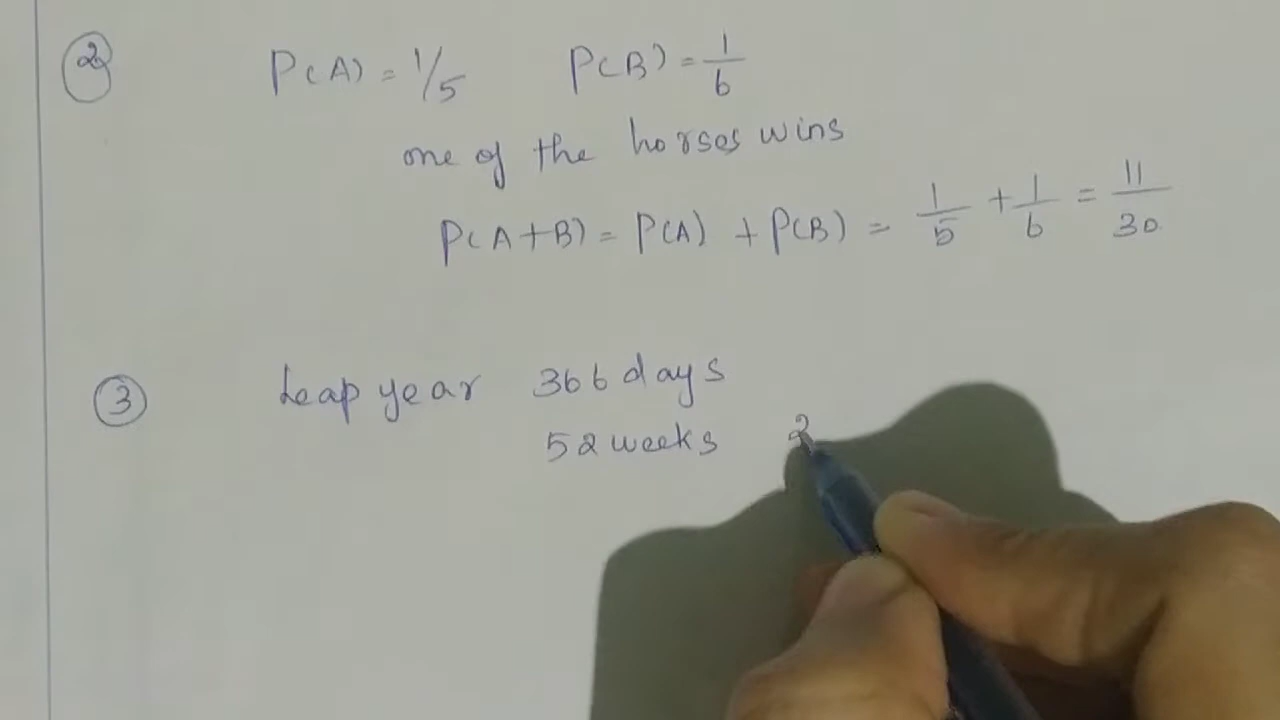 ② P(A) = 1/5 P(B) = 1/6
one of the horses wins
P(A+B) = P(A) + P(B) = 1/5 + 1/6 = 11/30
③ Leap year 366 days
52 weeks 2